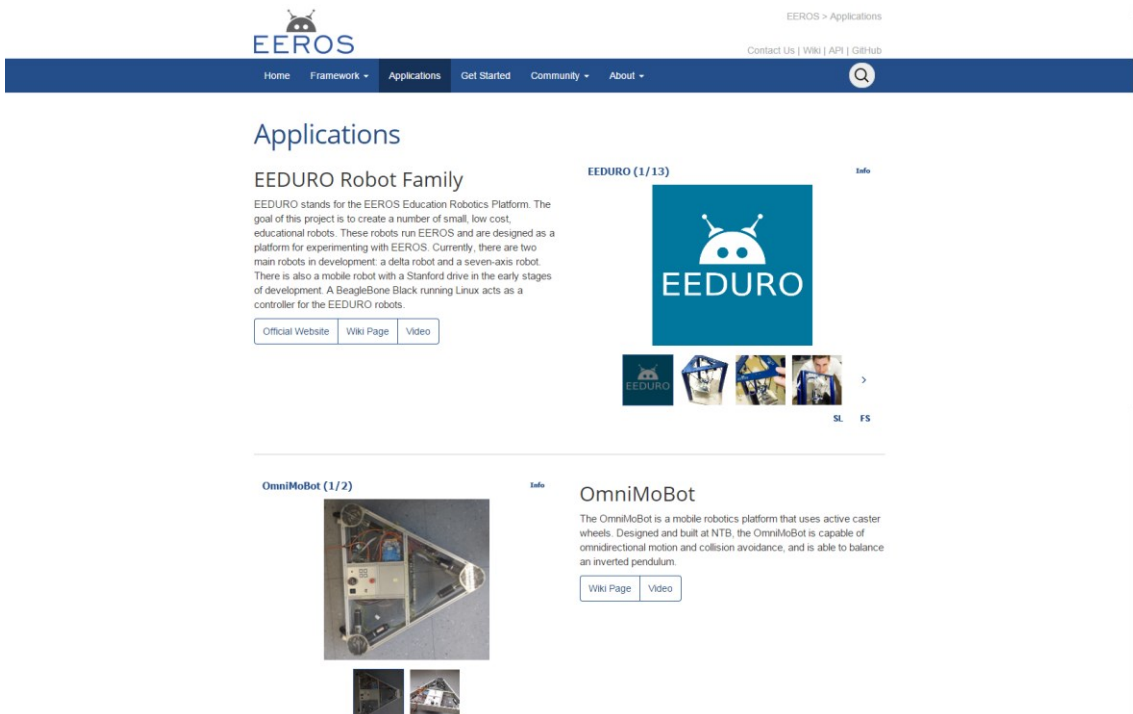 EEROS
EEROS > Applications
Contact Us | Wiki | API | GitHub
Home Framework Applications Get Started Community About
Applications
EEDURO Robot Family
EEDURO stands for the EEROS Education Robotics Platform. The
goal of this project is to create a number of small, low cost,
educational robots. These robots run EEROS and are designed as a
platform for experimenting with EEROS. Currently, there are two
main robots in development: a delta robot and a seven-axis robot.
There is also a mobile robot with a Stanford drive in the early stages
of development. A BeagleBone Black running Linux acts as a
controller for the EEDURO robots.
Official Website Wiki Page Video
EEDURO (1/13) Info
EEDURO
EEDURO
SL FS
OmniMoBot (1/2) Info
OmniMoBot
The OmniMoBot is a mobile robotics platform that uses active caster
wheels. Designed and built at NTB, the OmniMoBot is capable of
omnidirectional motion and collision avoidance, and is able to balance
an inverted pendulum.
Wiki Page Video